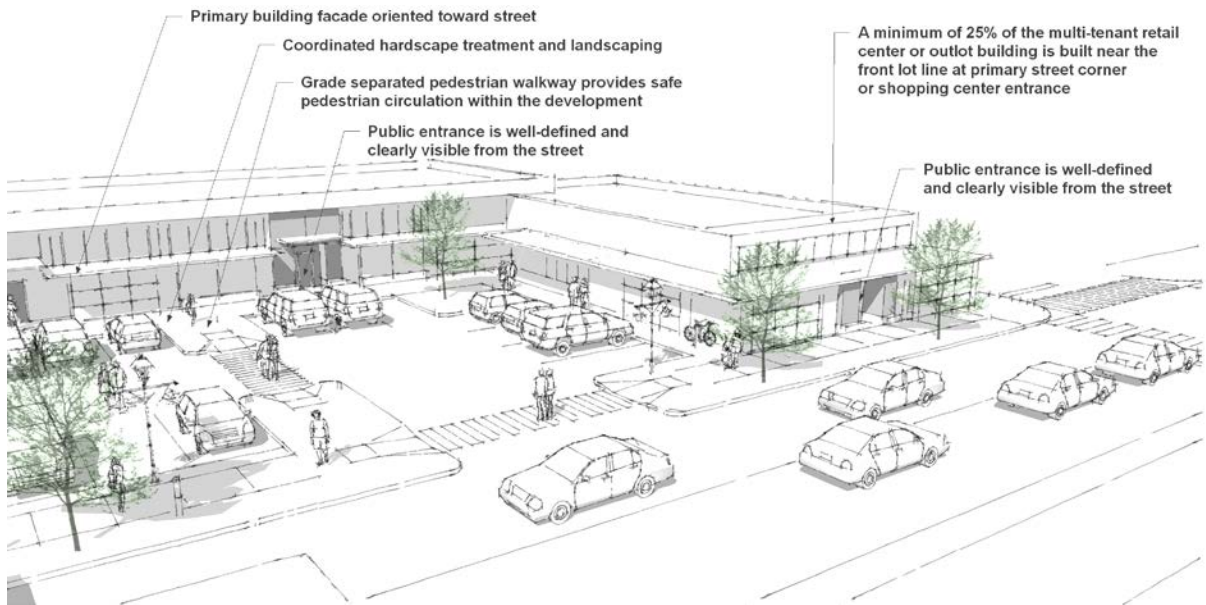 Primary building facade oriented toward street
Coordinated hardscape treatment and landscaping
Grade separated pedestrian walkway provides safe
pedestrian circulation within the development
Public entrance is well-defined and
clearly visible from the street
A minimum of 25% of the multi-tenant retail
center or outlot building is built near the
front lot line at primary street corner
or shopping center entrance
Public entrance is well-defined
and clearly visible from the street